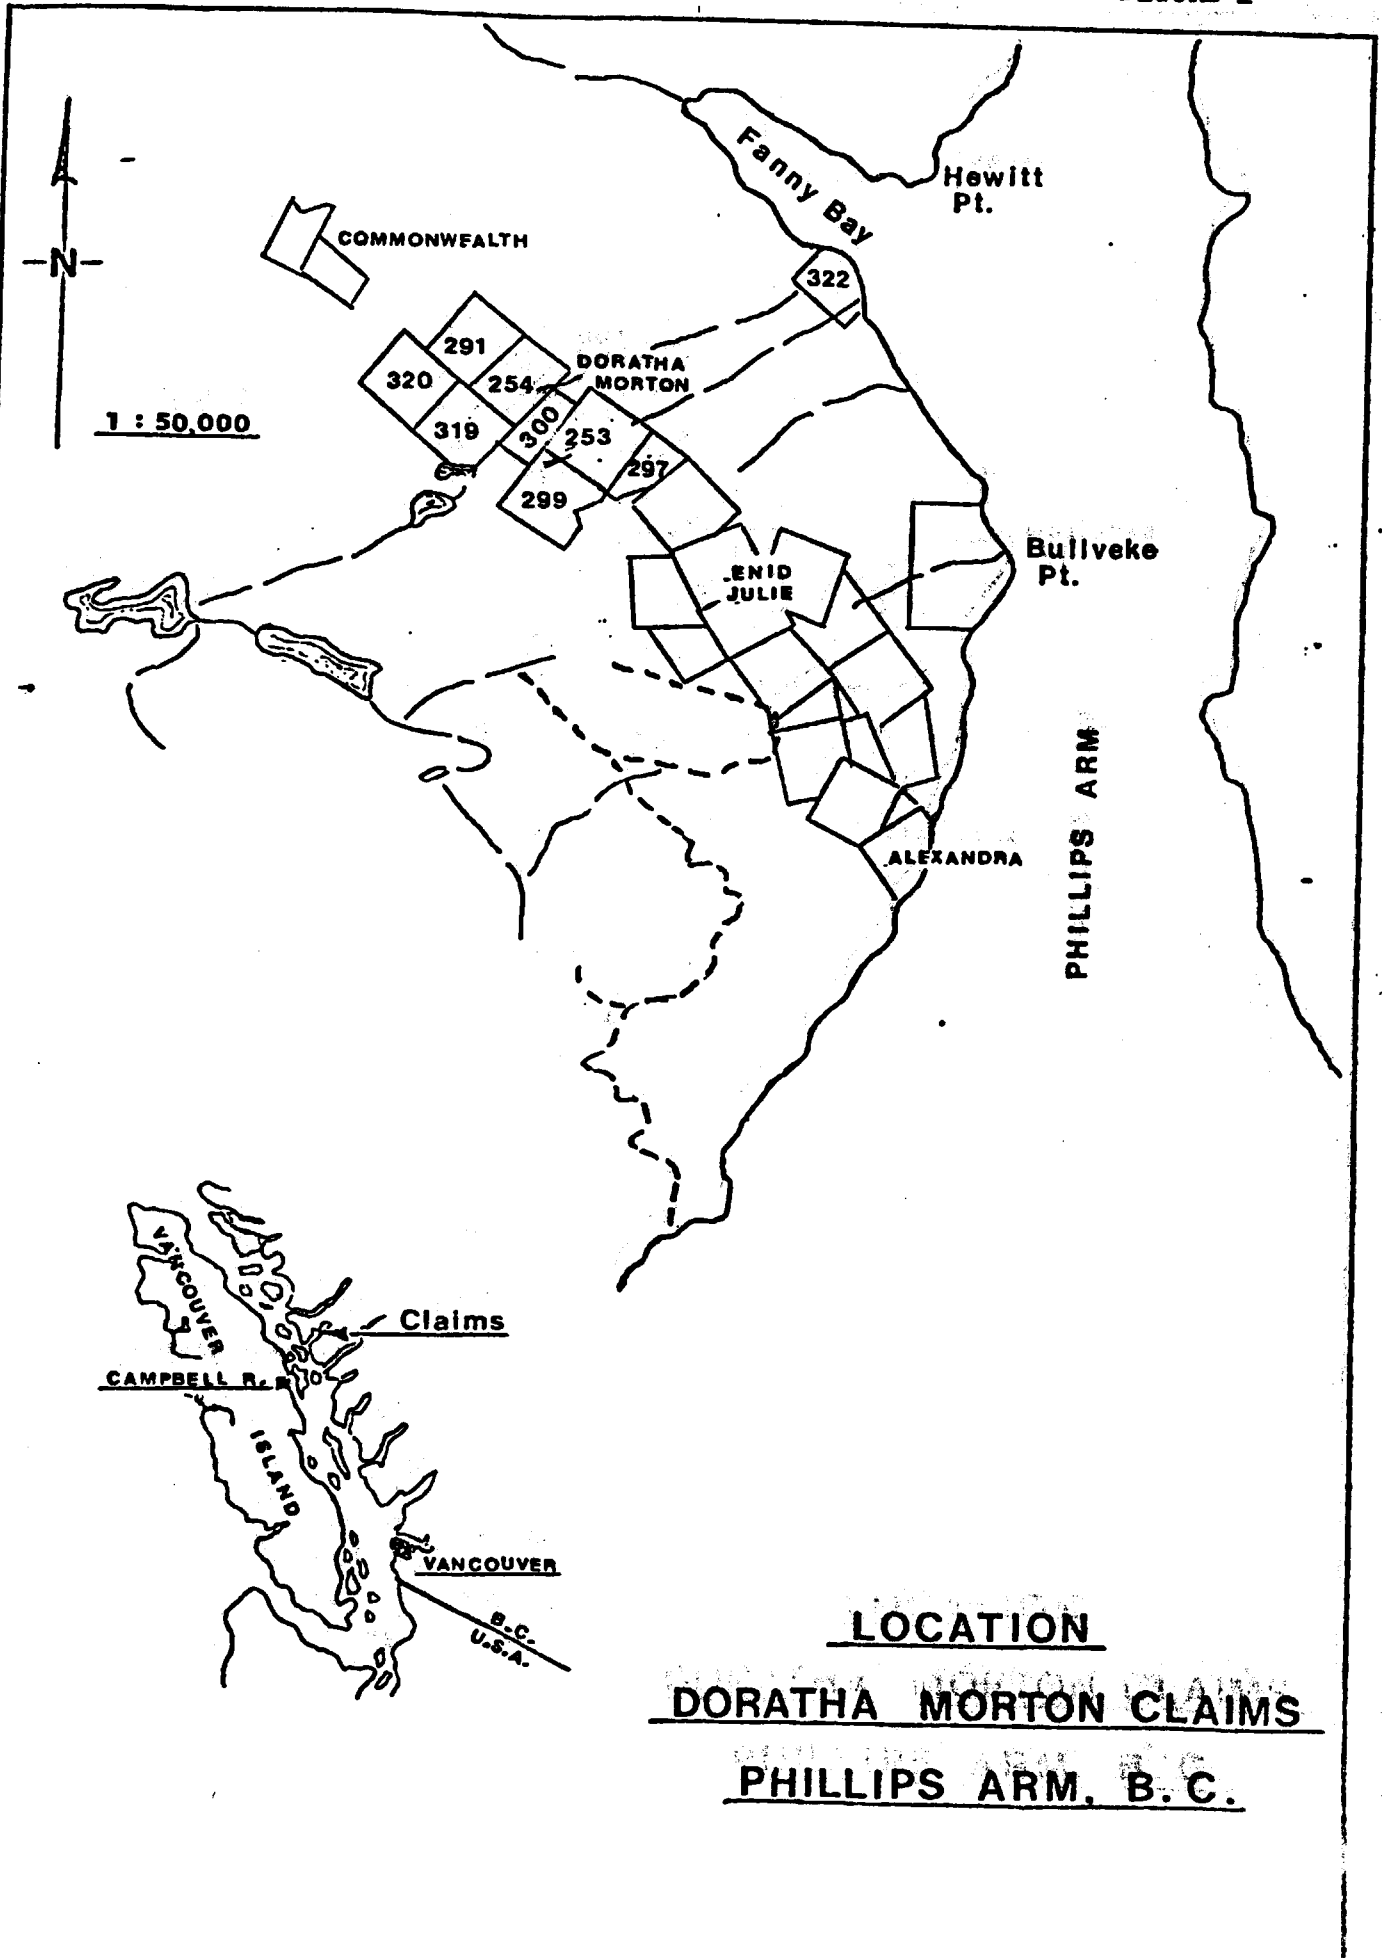 Fanny Bay
Hewitt
Pt.
-N-
COMMONWEALTH
322
291
DORATHA
MORTON
320
254
1 : 50,000
300
319
253
297
299
Bullveke
Pt.
ENID
JULIE
PHILLIPS ARM
ALEXANDRA
VANCOUVER
Claims
CAMPBELL R.
ISLAND
VANCOUVER
B.C.
U.S.A.
LOCATION
DORATHA MORTON CLAIMS
PHILLIPS ARM, B.C.